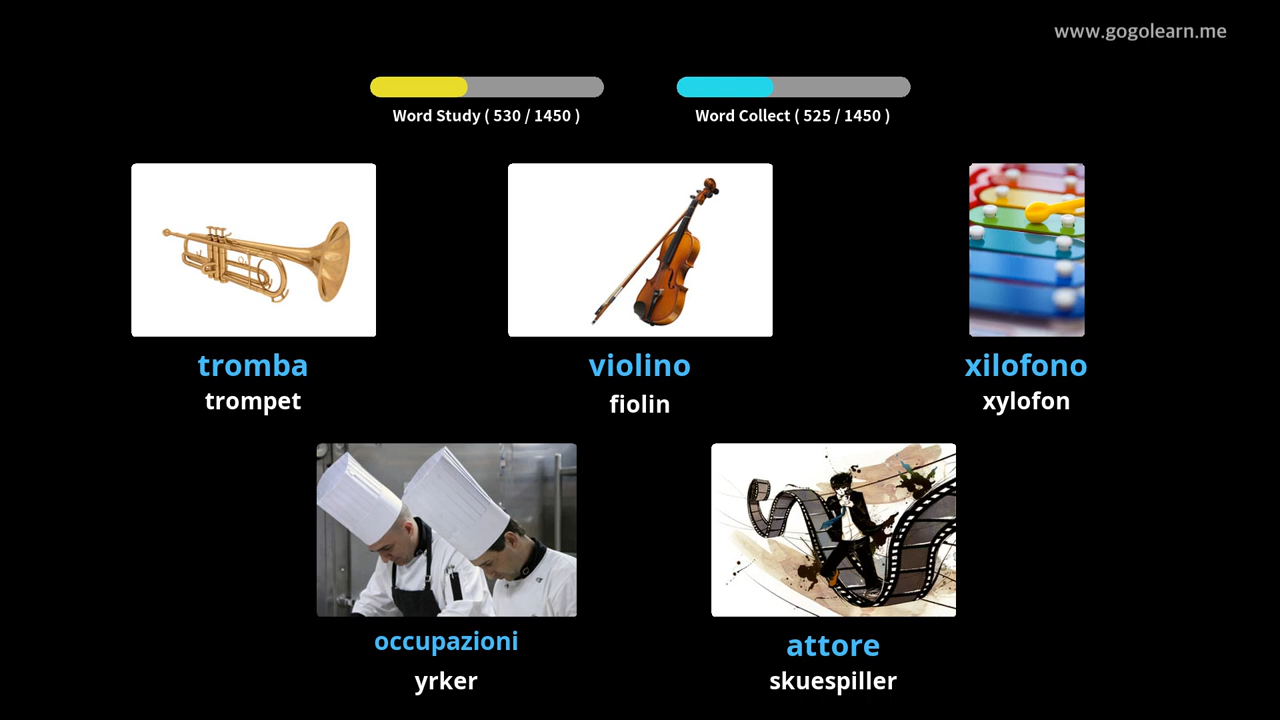 www.gogolearn.me
Word Study ( 530 / 1450 )
Word Collect ( 525 / 1450 )
tromba
trompet
violino
fiolin
xilofono
xylofon
occupazioni
yrker
attore
skuespiller